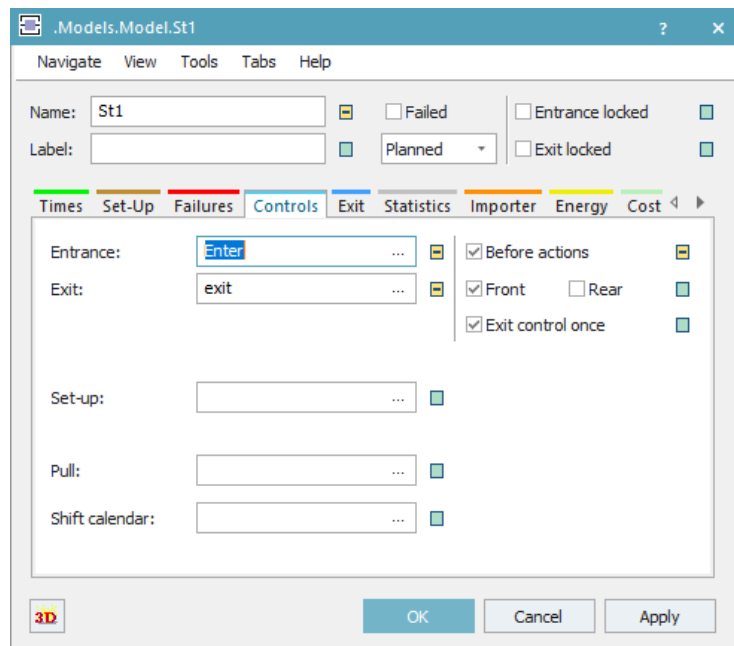 .Models.Model.St1 ? ×
Navigate View Tools Tabs Help
Name: St1 Failed Entrance locked
Label: Planned Exit locked
Times Set-Up Failures Controls Exit Statistics Importer Energy Cost
Entrance: Enter ... Before actions
Exit: exit ... Front Rear
Exit control once
Set-up: ...
Pull: ...
Shift calendar: ...
3D OK Cancel Apply